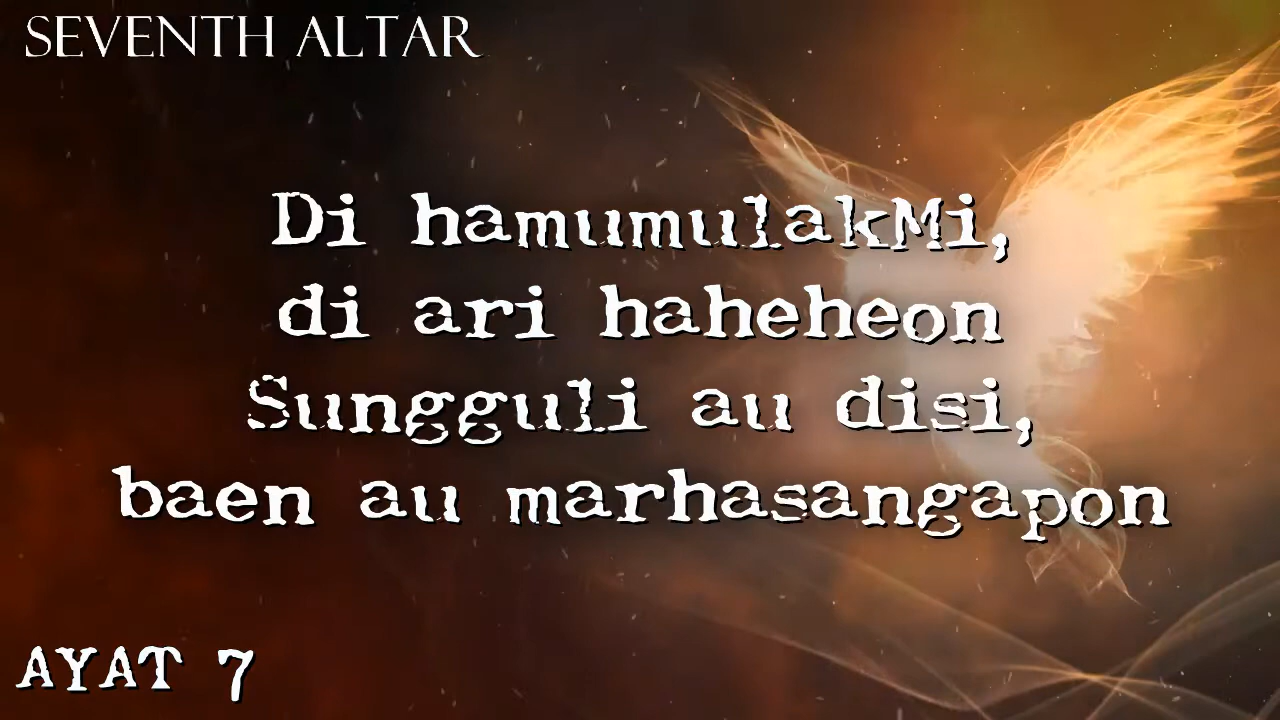 SEVENTH ALTAR
Di hamumulakMi,
di ari haheheon
Sungguli au disi,
baen au marhasangapon
AYAT 7